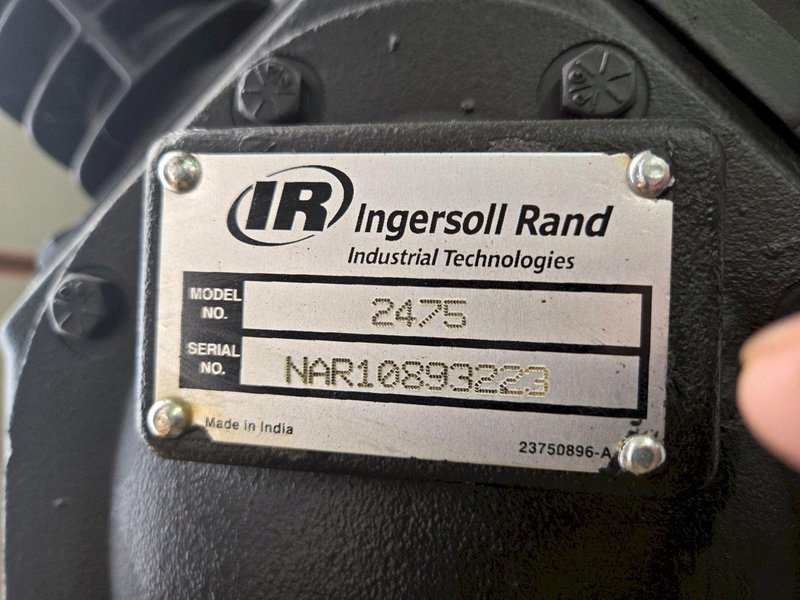 IR Ingersoll Rand
Industrial Technologies
MODEL NO. 2475
SERIAL NO. NAR10893223
Made in India
23750896-A